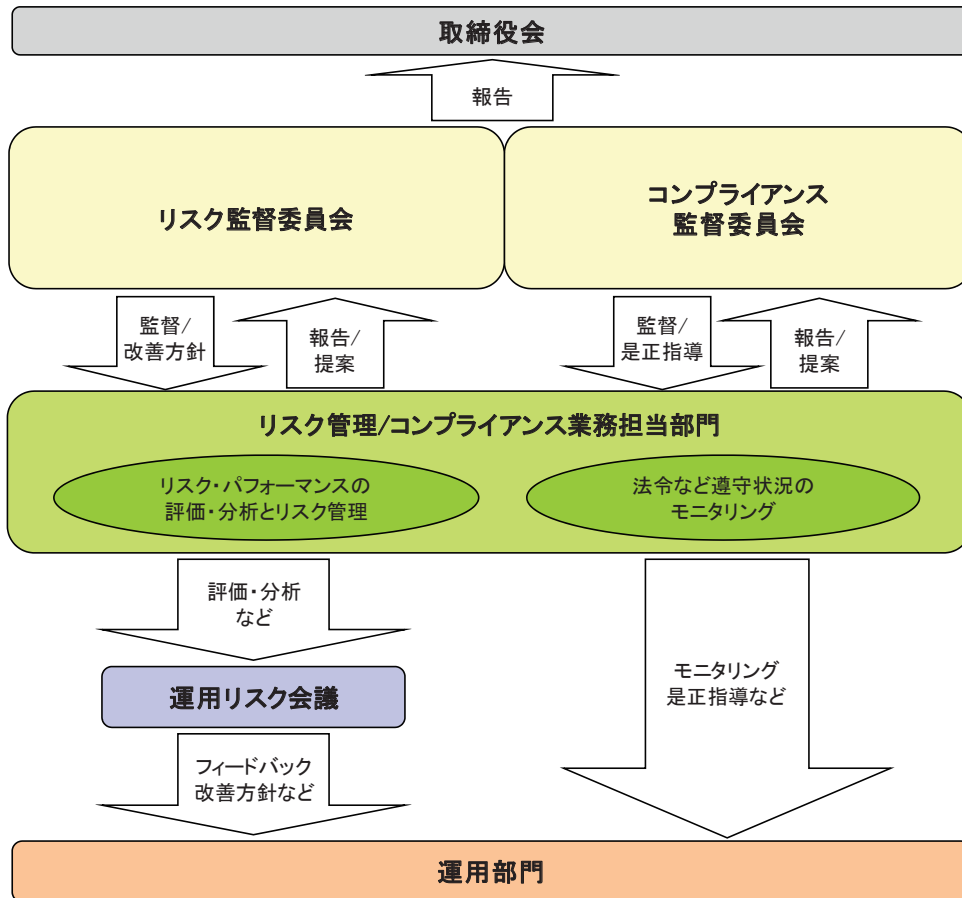 取締役会
報告
リスク監督委員会
コンプライアンス
監督委員会
監督/
改善方針
報告/
提案
監督/
是正指導
報告/
提案
リスク管理/コンプライアンス業務担当部門
リスク・パフォーマンスの
評価・分析とリスク管理
法令など遵守状況の
モニタリング
評価・分析
など
運用リスク会議
モニタリング
是正指導など
フィードバック
改善方針など
運用部門